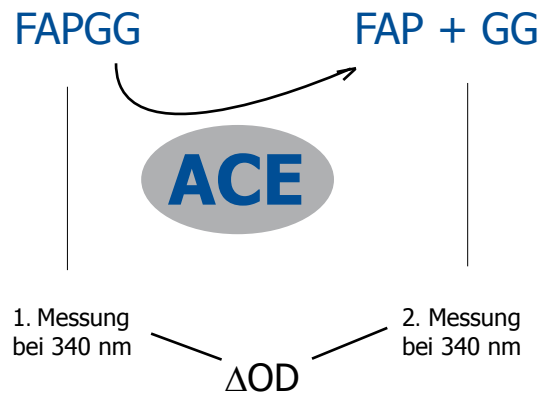 FAPGG
FAP + GG
ACE
1. Messung
bei 340 nm
2. Messung
bei 340 nm
ΔOD